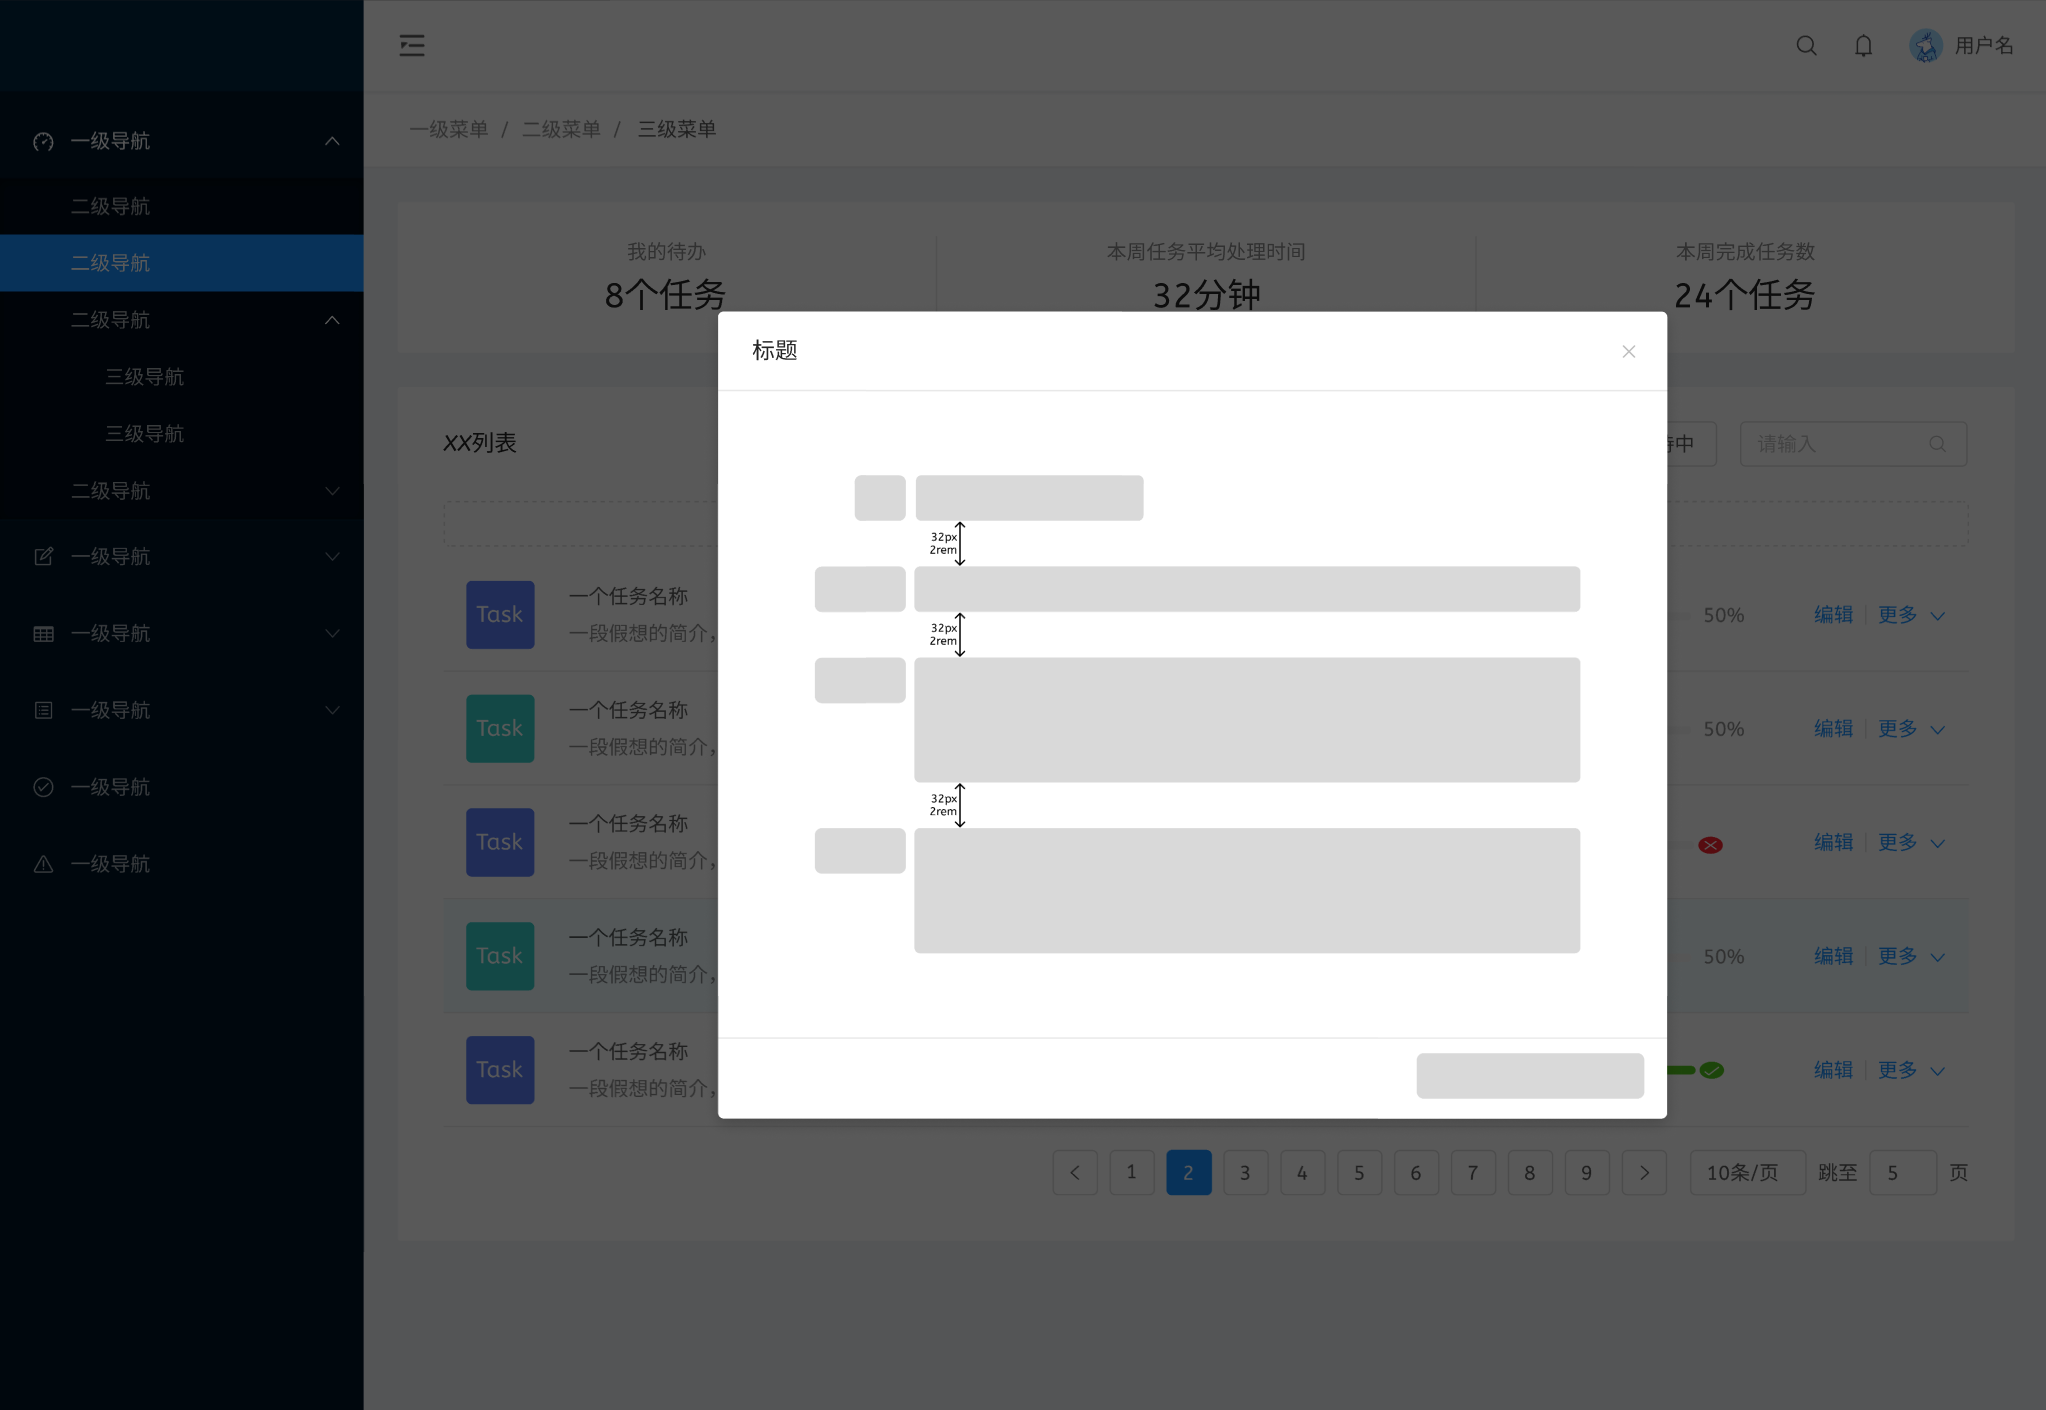 用户名
一级菜单 / 二级菜单 / 三级菜单
一级导航
二级导航
二级导航
二级导航
三级导航
三级导航
二级导航
一级导航
一级导航
一级导航
一级导航
一级导航
我的待办
8个任务
本周任务平均处理时间
32分钟
本周完成任务数
24个任务
XX列表
中
请输入
标题
32px
2rem
32px
2rem
32px
2rem
Task
一个任务名称
一段假想的简介,
50%
编辑
更多
Task
一个任务名称
一段假想的简介,
50%
编辑
更多
Task
一个任务名称
一段假想的简介,
编辑
更多
Task
一个任务名称
一段假想的简介,
50%
编辑
更多
Task
一个任务名称
一段假想的简介,
编辑
更多
1 2 3 4 5 6 7 8 9 10条/页 跳至 5 页